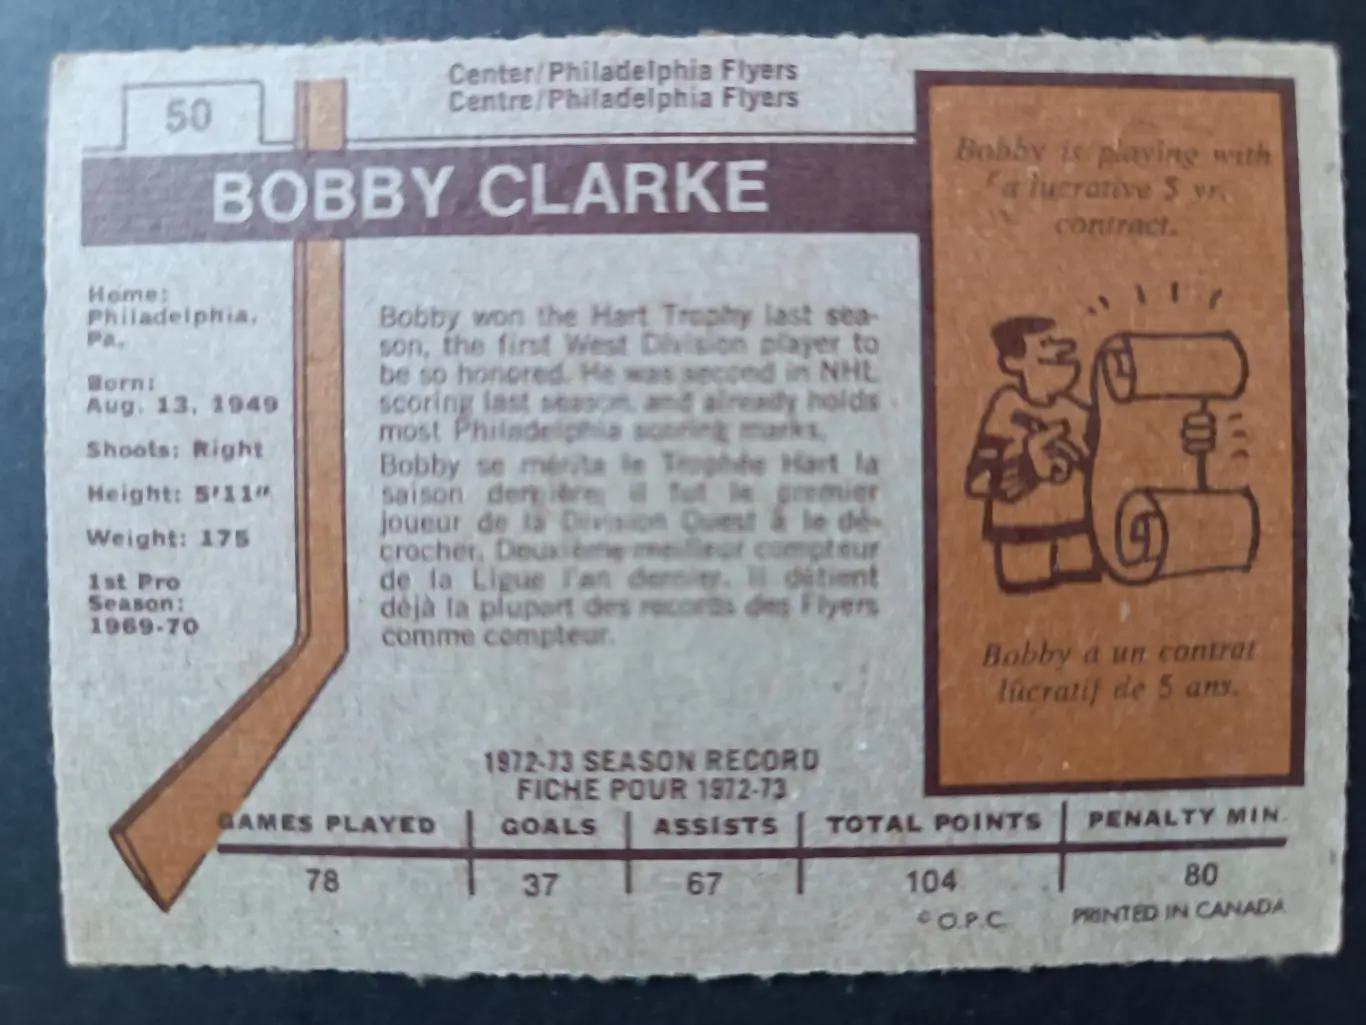 50
Center/Philadelphia Flyers
Centre/Philadelphia Flyers
BOBBY CLARKE
Home:
Philadelphia,
Pa.
Born:
Aug. 13, 1949
Shoots: Right
Height: 5'11"
Weight: 175
1st Pro
Season:
1969-70
Bobby won the Hart Trophy last sea-
son, the first West Division player to
be so honored. He was second in NHL
scoring last season, and already holds
most Philadelphia scoring marks.
Bobby se mérita le Trophée Hart la
saison dernière; il fut le premier
joueur de la Division Ouest à le dé-
crocher. Deuxième meilleur compteur
de la Ligue l'an dernier. Il détient
déjà la plupart des records des Flyers
comme compteur.
Bobby is playing with
a lucrative 5 yr.
contract.
Bobby a un contrat
lucratif de 5 ans.
1972-73 SEASON RECORD
FICHE POUR 1972-73
GAMES PLAYED GOALS ASSISTS TOTAL POINTS PENALTY MIN.
78 37 67 104 80
© O.P.C. PRINTED IN CANADA